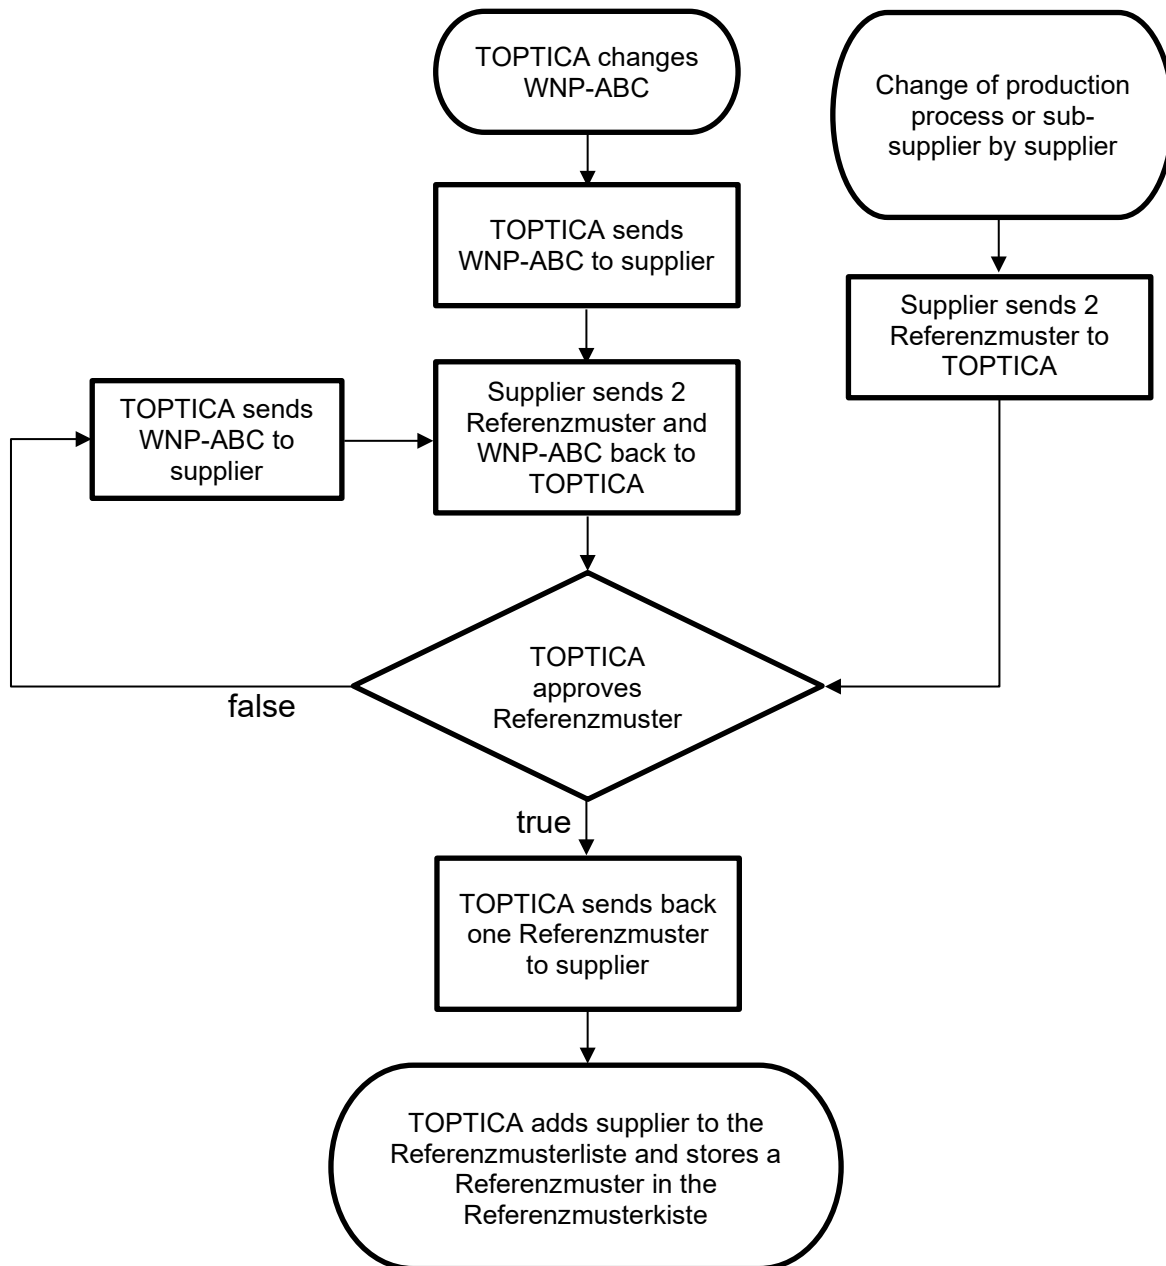 TOPTICA changes
WNP-ABC
Change of production
process or sub-
supplier by supplier
TOPTICA sends
WNP-ABC to supplier
Supplier sends 2
Referenzmuster to
TOPTICA
TOPTICA sends
WNP-ABC to
supplier
Supplier sends 2
Referenzmuster and
WNP-ABC back to
TOPTICA
TOPTICA
approves
Referenzmuster
false
true
TOPTICA sends back
one Referenzmuster
to supplier
TOPTICA adds supplier to the
Referenzmusterliste and stores a
Referenzmuster in the
Referenzmusterkiste